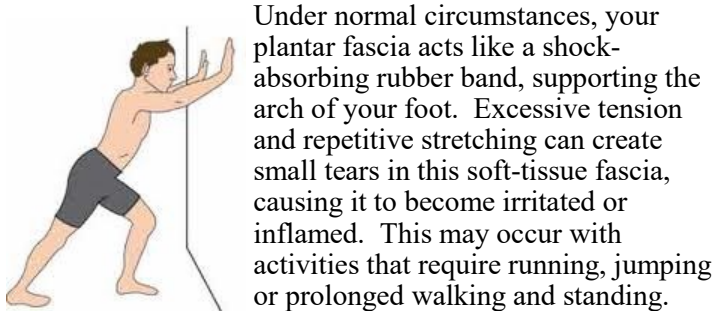 Under normal circumstances, your
plantar fascia acts like a shock-
absorbing rubber band, supporting the
arch of your foot.  Excessive tension
and repetitive stretching can create
small tears in this soft-tissue fascia,
causing it to become irritated or
inflamed.  This may occur with
activities that require running, jumping
or prolonged walking and standing.